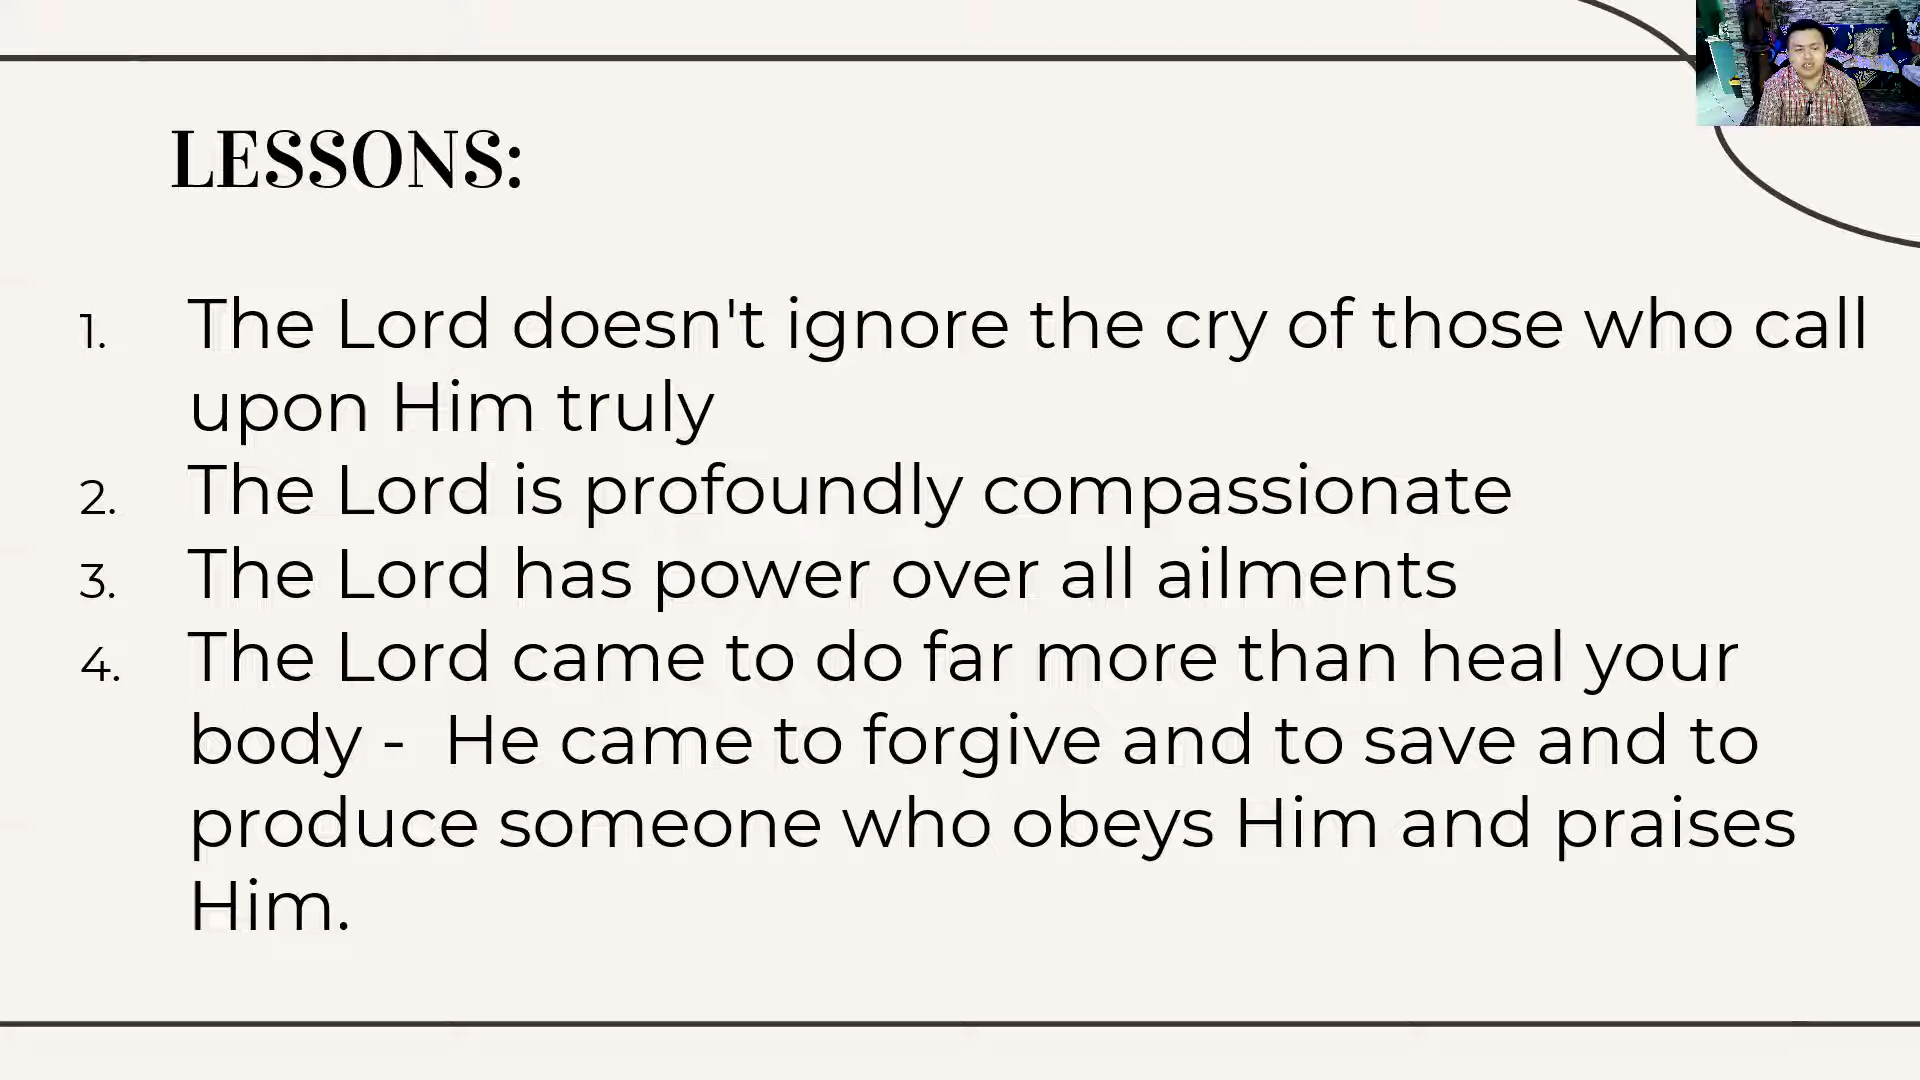 LESSONS:
1. The Lord doesn't ignore the cry of those who call
upon Him truly
2. The Lord is profoundly compassionate
3. The Lord has power over all ailments
4. The Lord came to do far more than heal your
body -  He came to forgive and to save and to
produce someone who obeys Him and praises
Him.